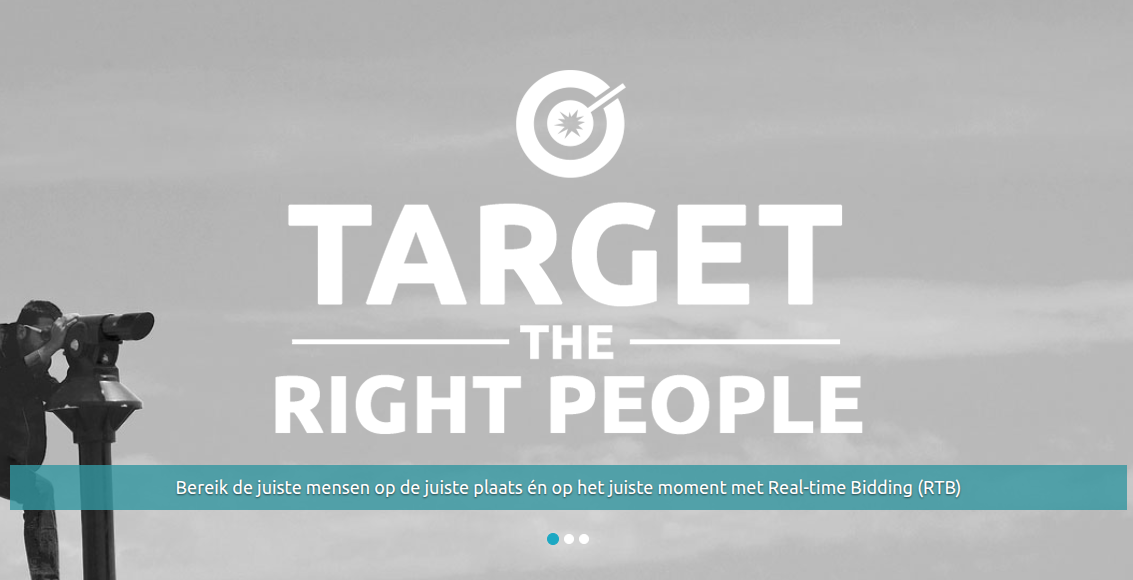 TARGET
THE
RIGHT PEOPLE
Bereik de juiste mensen op de juiste plaats én op het juiste moment met Real-time Bidding (RTB)